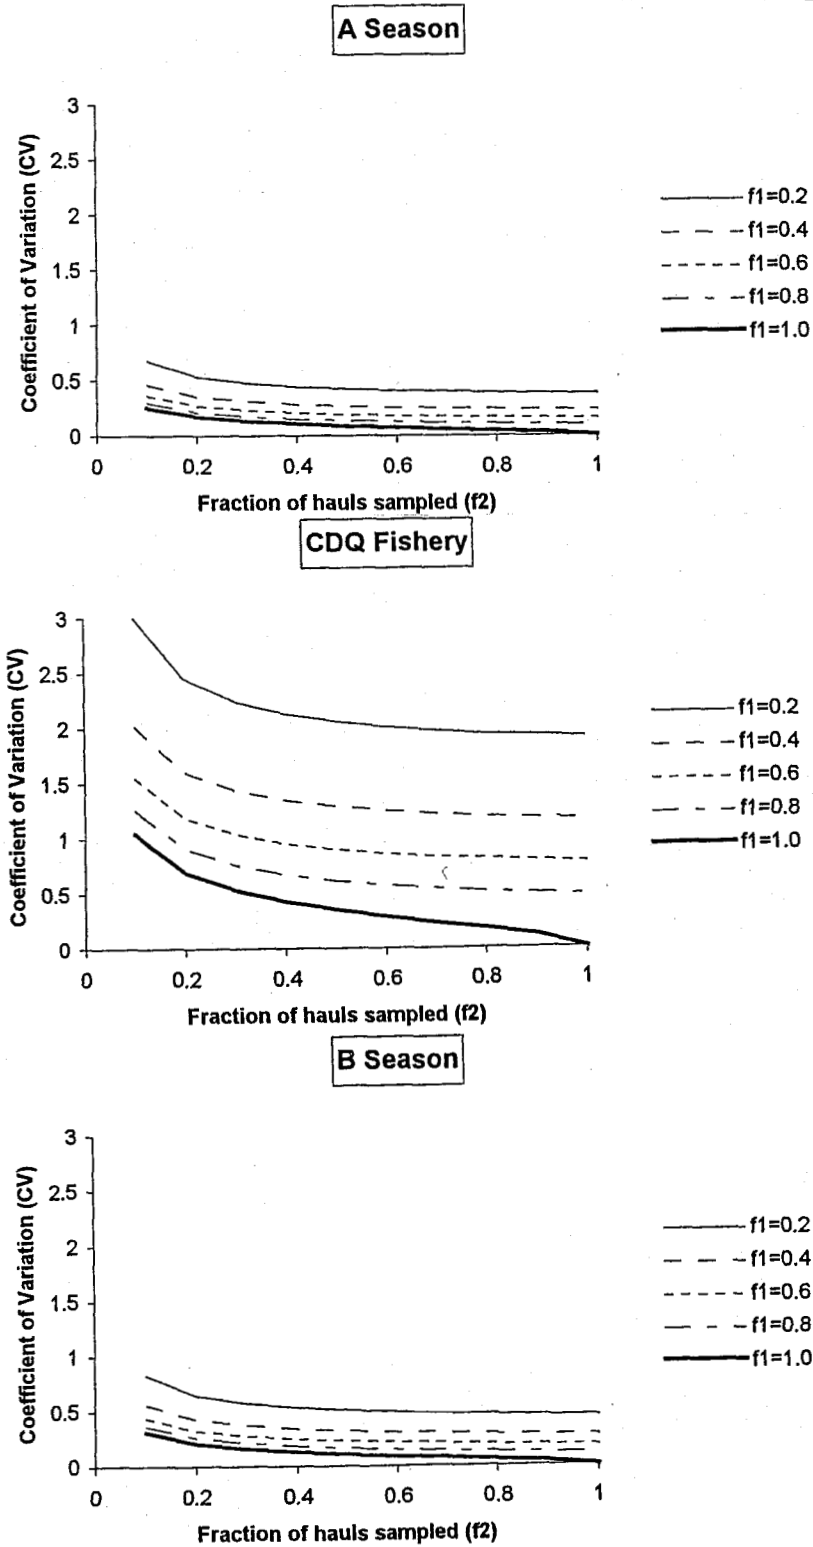 A Season
Coefficient of Variation (CV)
3
2.5
2
1.5
1
0.5
0
0
0.2
0.4
0.6
0.8
1
Fraction of hauls sampled (f2)
f1=0.2
f1=0.4
f1=0.6
f1=0.8
f1=1.0
CDQ Fishery
Coefficient of Variation (CV)
3
2.5
2
1.5
1
0.5
0
0
0.2
0.4
0.6
0.8
1
Fraction of hauls sampled (f2)
f1=0.2
f1=0.4
f1=0.6
f1=0.8
f1=1.0
B Season
Coefficient of Variation (CV)
3
2.5
2
1.5
1
0.5
0
0
0.2
0.4
0.6
0.8
1
Fraction of hauls sampled (f2)
f1=0.2
f1=0.4
f1=0.6
f1=0.8
f1=1.0